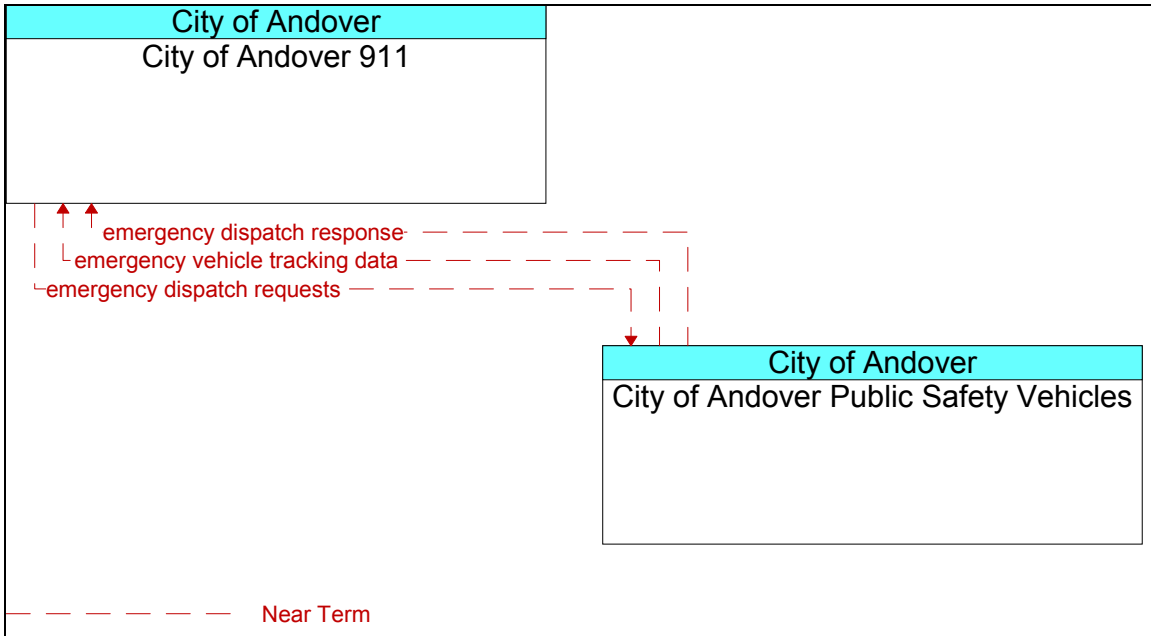 City of Andover
City of Andover 911
emergency dispatch response
emergency vehicle tracking data
emergency dispatch requests
City of Andover
City of Andover Public Safety Vehicles
Near Term